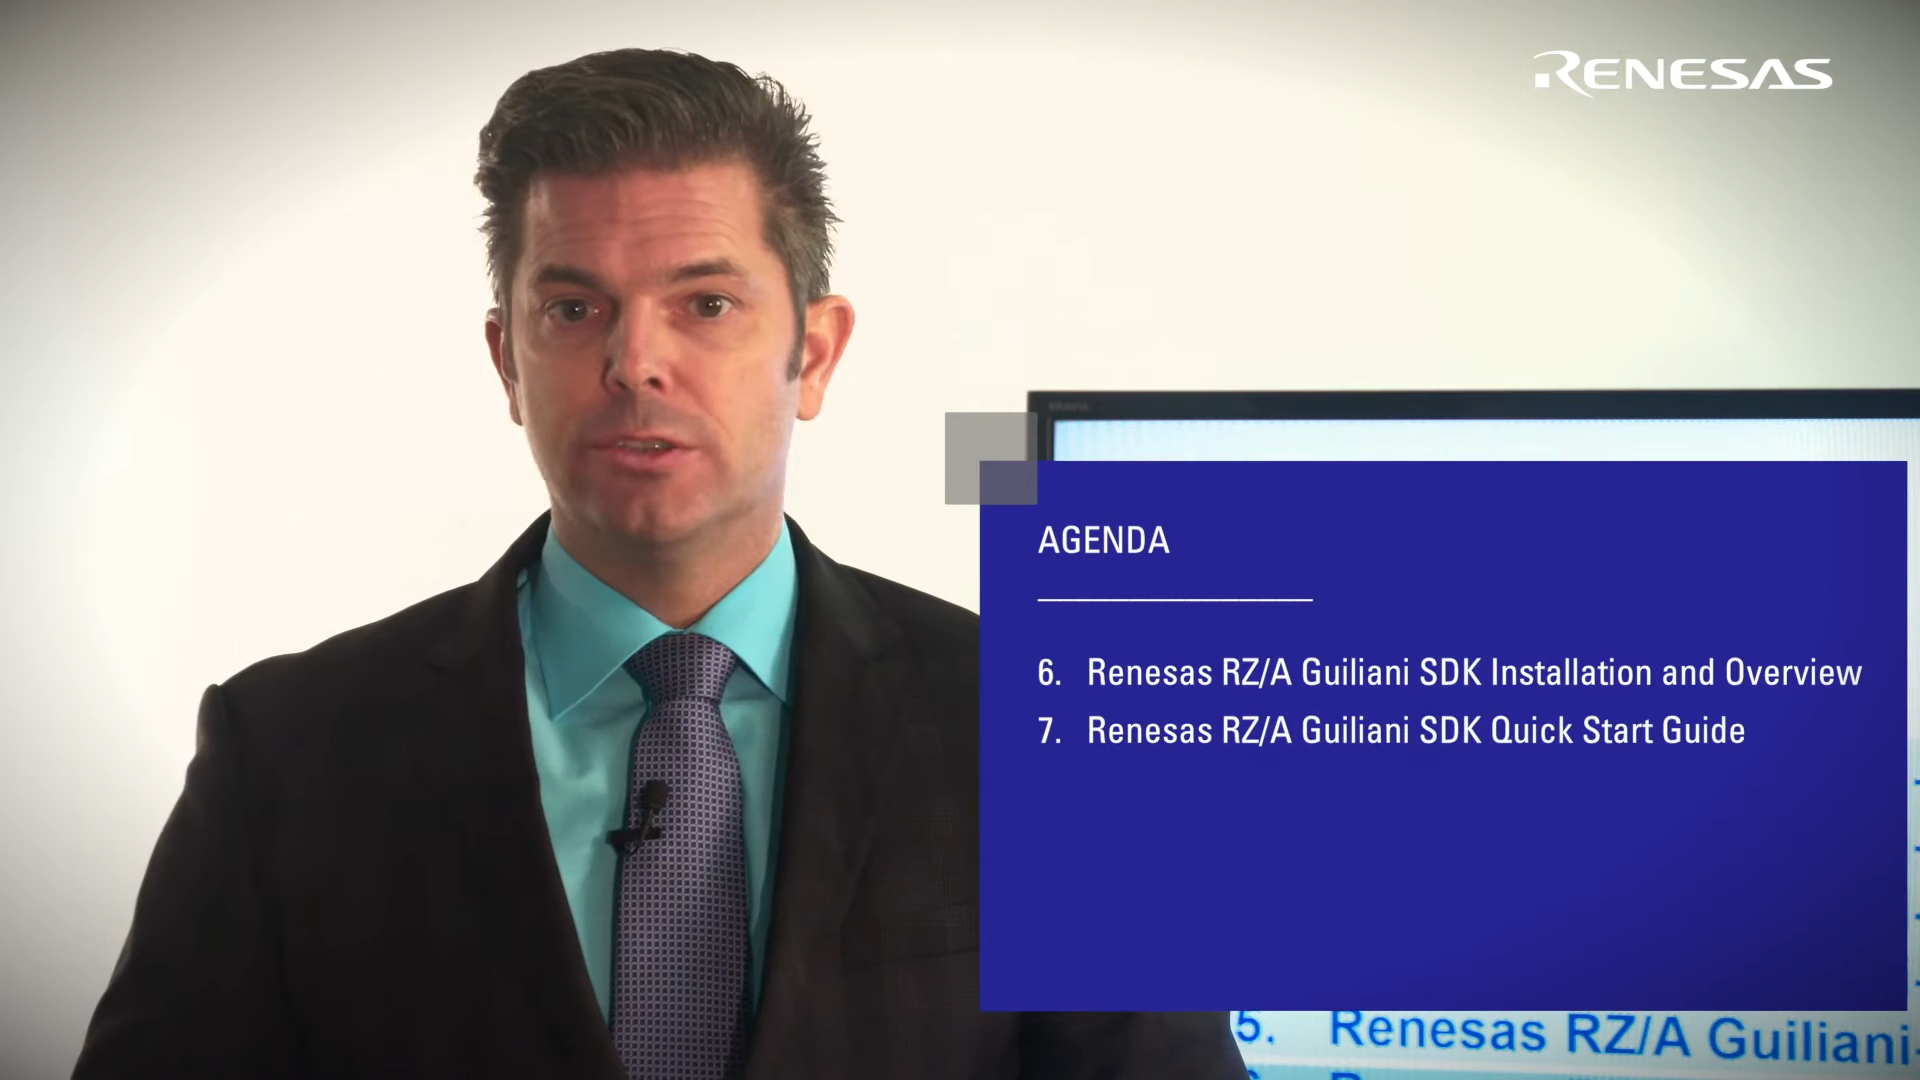 RENESAS
BRAVIA
AGENDA
6. Renesas RZ/A Guiliani SDK Installation and Overview
7. Renesas RZ/A Guiliani SDK Quick Start Guide
5. Renesas RZ/A Guiliani